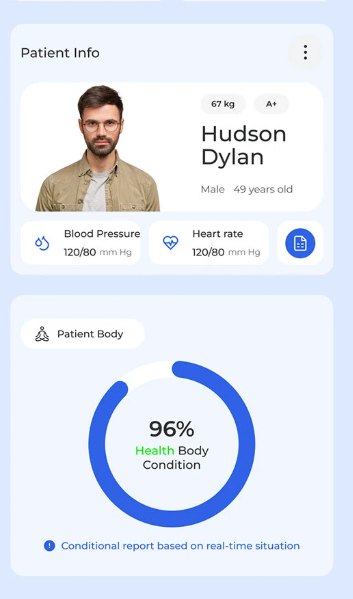 Patient Info
67 kg
A+
Hudson
Dylan
Male 49 years old
Blood Pressure
120/80 mm Hg
Heart rate
120/80 mm Hg
Patient Body
96%
Health Body
Condition
Conditional report based on real-time situation